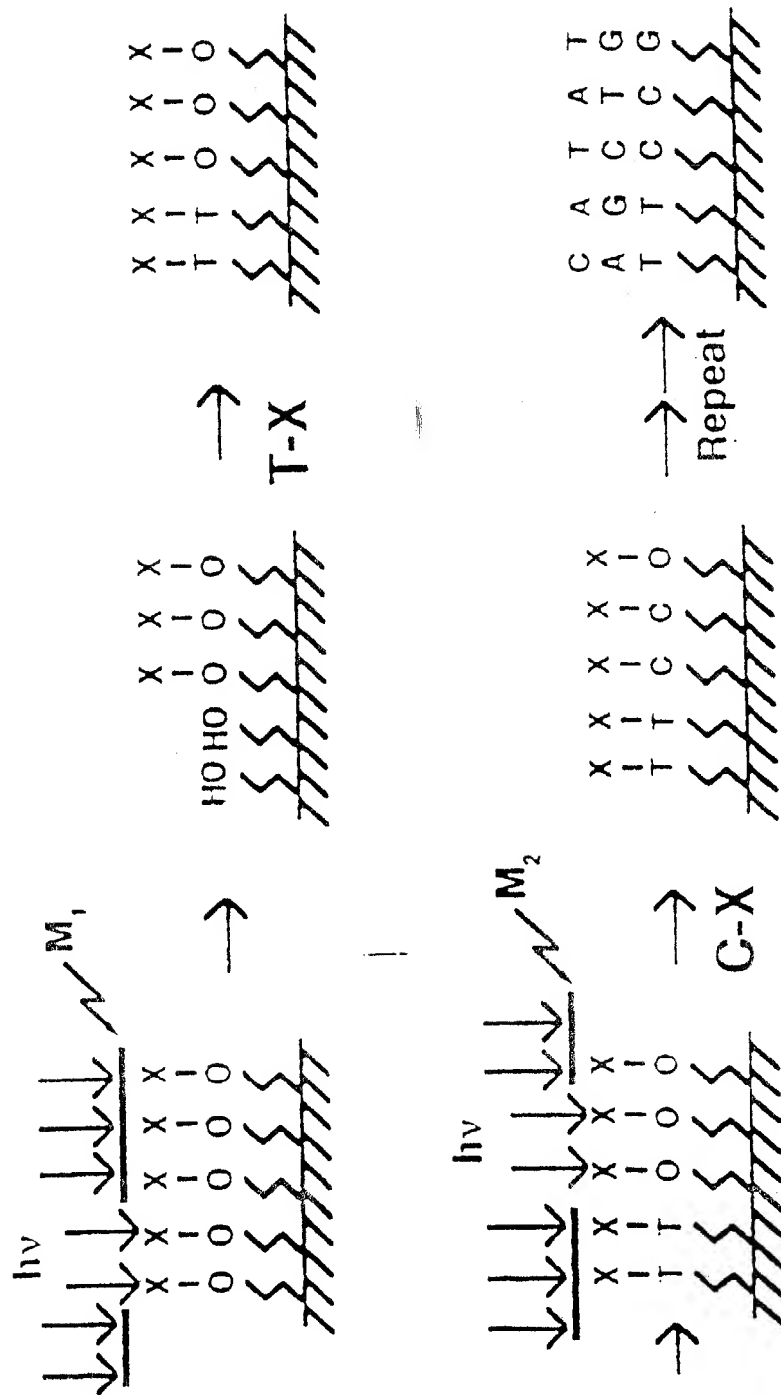 hν
M₁
X X X X X
O O O O O
X X X
HO HO O O O
T-X
X X X X X
T T O O O
hν
M₂
X X X X X
T T O O O
C-X
X X X X X
T T C C O
Repeat
C A T A T
A G C T G
T T C C G